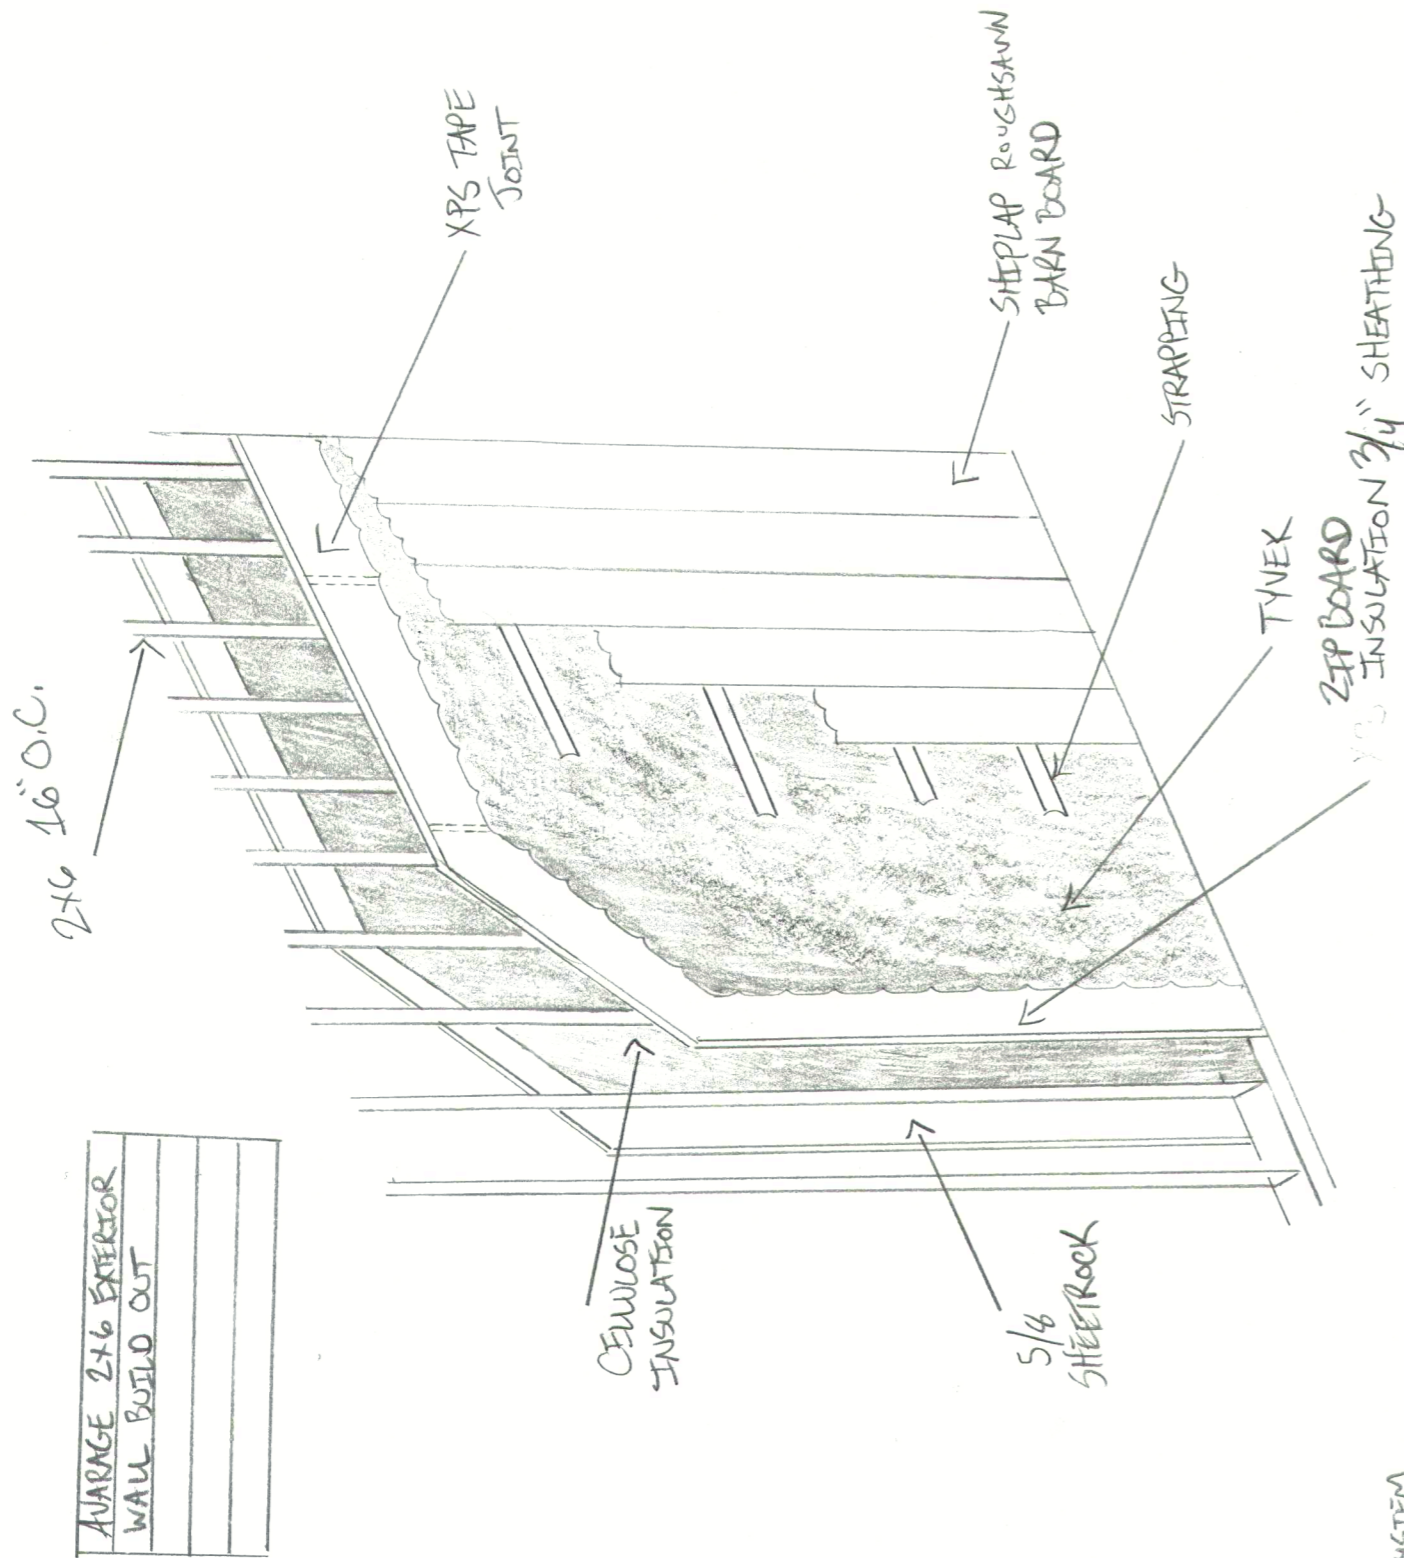 AVARAGE 2x6 EXTERIOR
WALL BUILD OUT
2x6 16" O.C.
XPS TAPE
JOINT
CELLULOSE
INSULATION
5/8
SHEETROCK
SHIPLAP ROUGHSAWN
BARN BOARD
STRAPPING
TYVEK
ZIP BOARD
INSULATION 3/4" SHEATHING